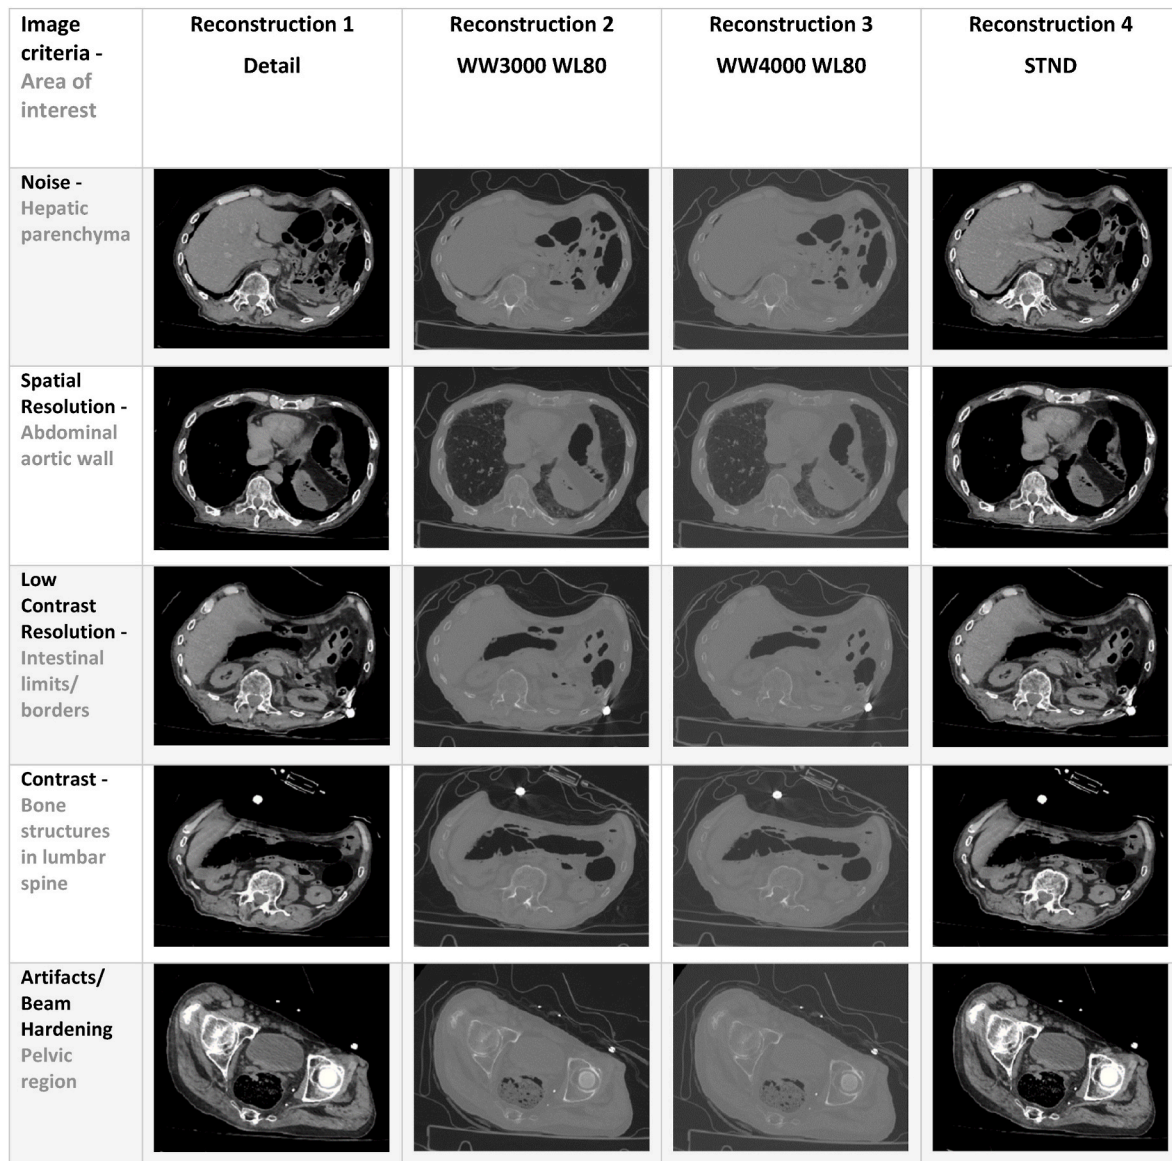 Image
criteria -
Area of
interest
Reconstruction 1
Detail
Reconstruction 2
WW3000 WL80
Reconstruction 3
WW4000 WL80
Reconstruction 4
STND
Noise -
Hepatic
parenchyma
Spatial
Resolution -
Abdominal
aortic wall
Low
Contrast
Resolution -
Intestinal
limits/
borders
Contrast -
Bone
structures
in lumbar
spine
Artifacts/
Beam
Hardening
Pelvic
region